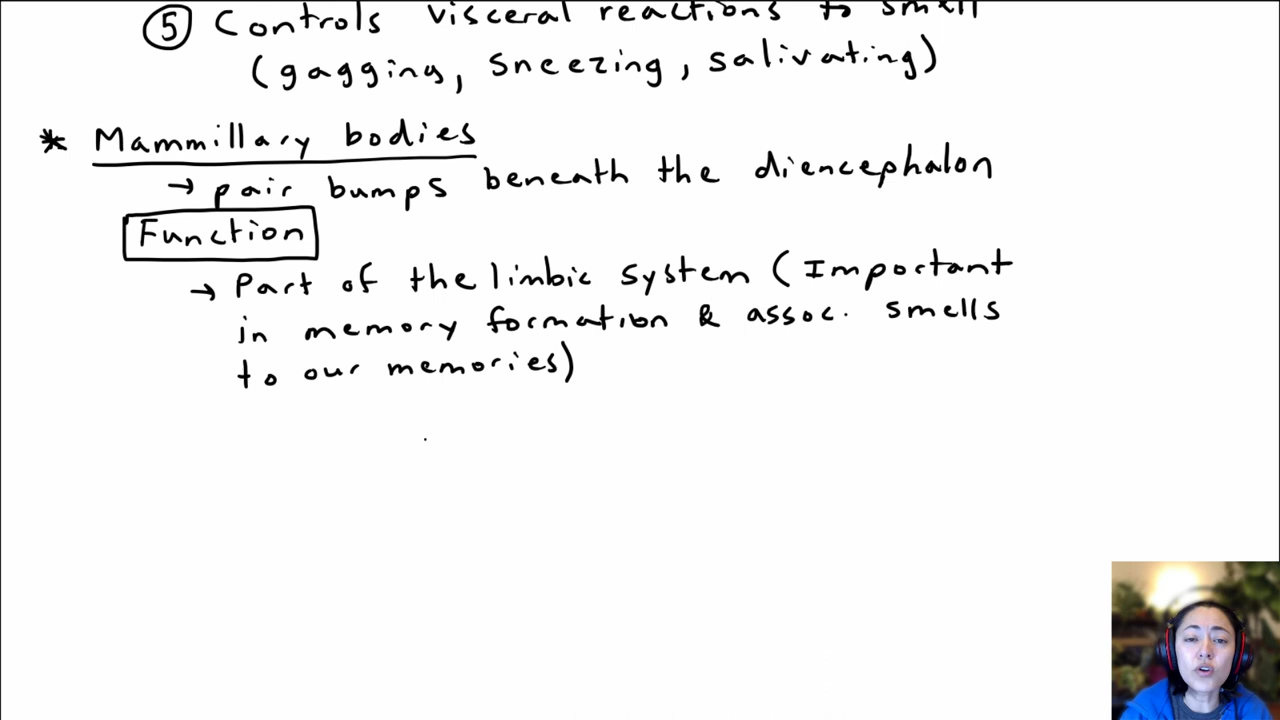 ⑤ Controls visceral reactions to smell
(gagging, sneezing, salivating)
* Mammillary bodies
→ pair bumps beneath the diencephalon
Function
→ Part of the limbic system (Important
in memory formation & assoc. smells
to our memories)